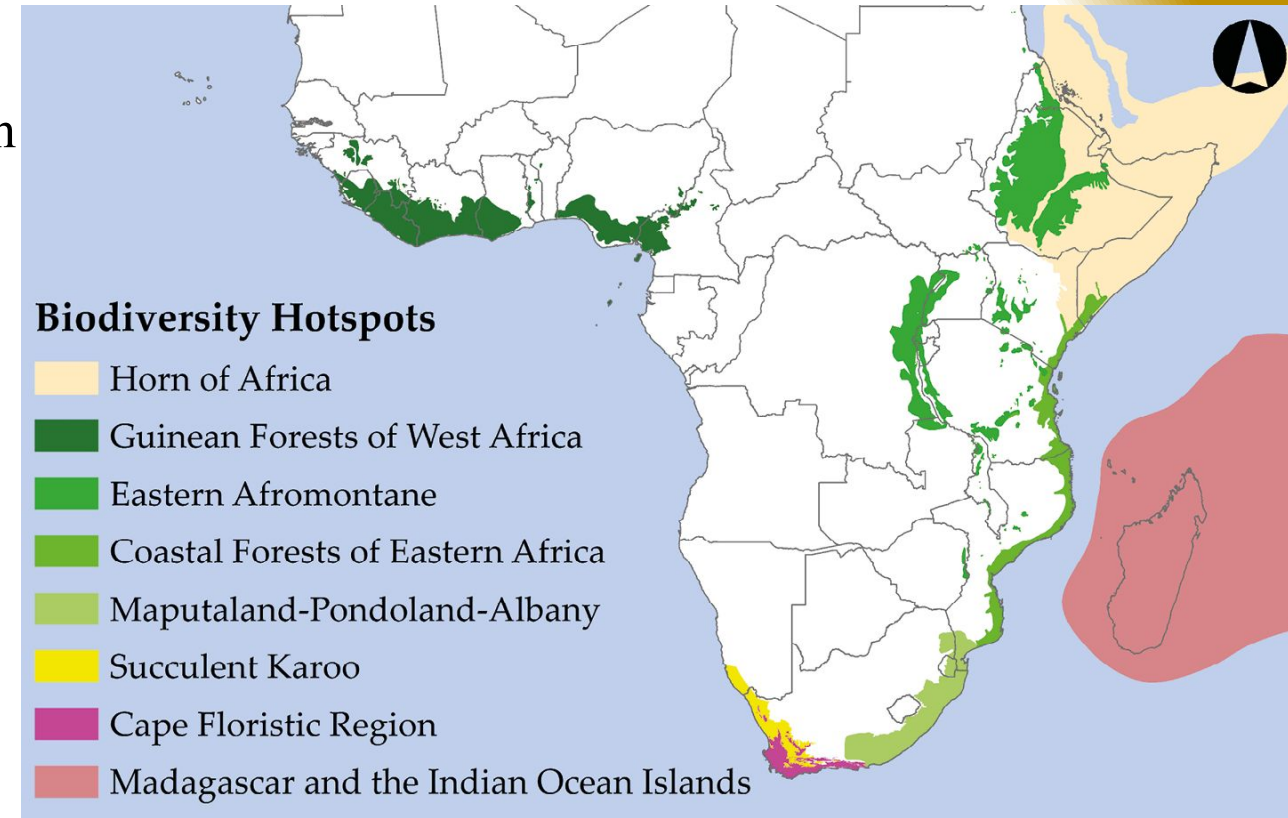 n
Biodiversity Hotspots
Horn of Africa
Guinean Forests of West Africa
Eastern Afromontane
Coastal Forests of Eastern Africa
Maputaland-Pondoland-Albany
Succulent Karoo
Cape Floristic Region
Madagascar and the Indian Ocean Islands